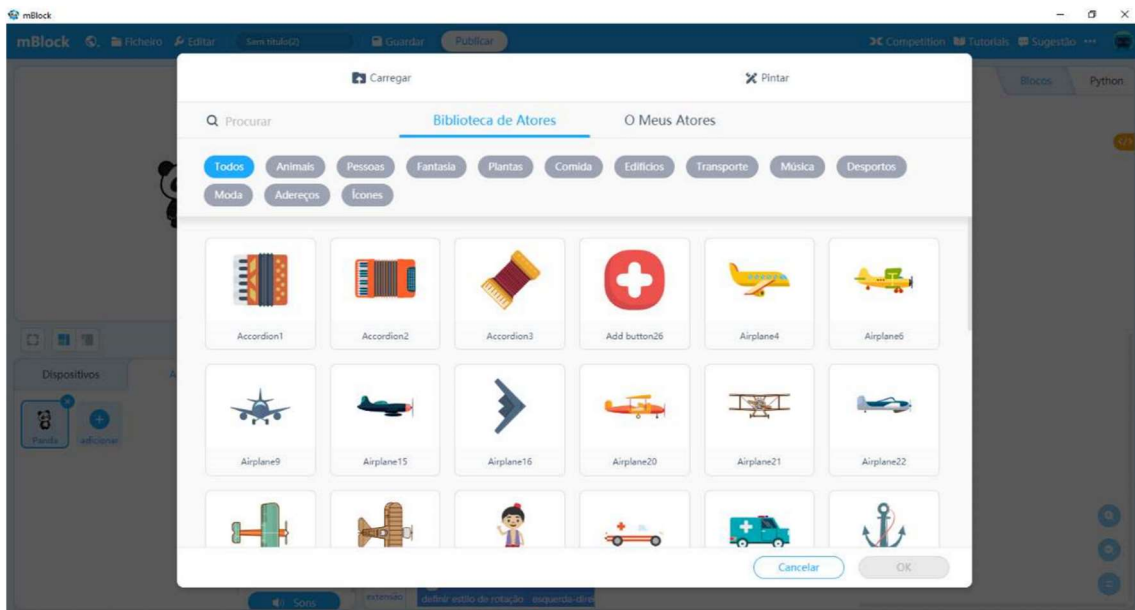 mBlock
mBlock Ficheiro Editar Sem título(2) Guardar Publicar Competition Tutorials Sugestão
Carregar Pintar
Blocos Python
Procurar Biblioteca de Atores O Meus Atores
Todos Animais Pessoas Fantasia Plantas Comida Edifícios Transporte Música Desportos
Moda Adereços Ícones
Accordion1 Accordion2 Accordion3 Add button26 Airplane4 Airplane6
Dispositivos A
Panda adicionar
Airplane9 Airplane15 Airplane16 Airplane20 Airplane21 Airplane22
Cancelar OK
Sons extensão definir estilo de rotação esquerda-direi